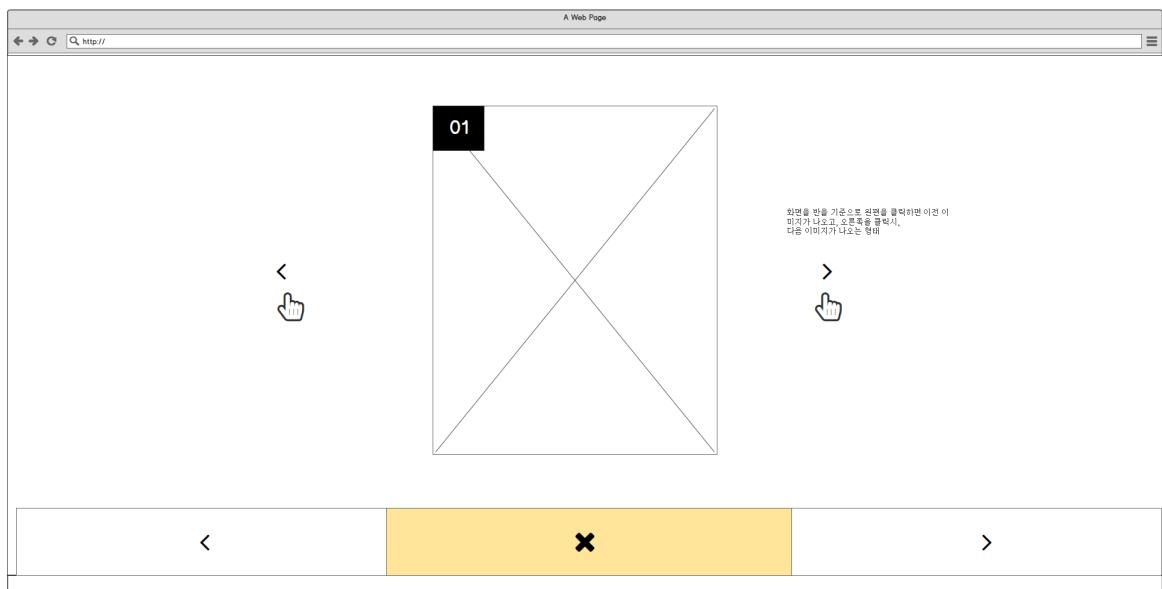 A Web Page
http://
01
화면을 반을 기준으로 왼편을 클릭하면 이전 이
미지가 나오고, 오른쪽을 클릭시,
다음 이미지가 나오는 형태